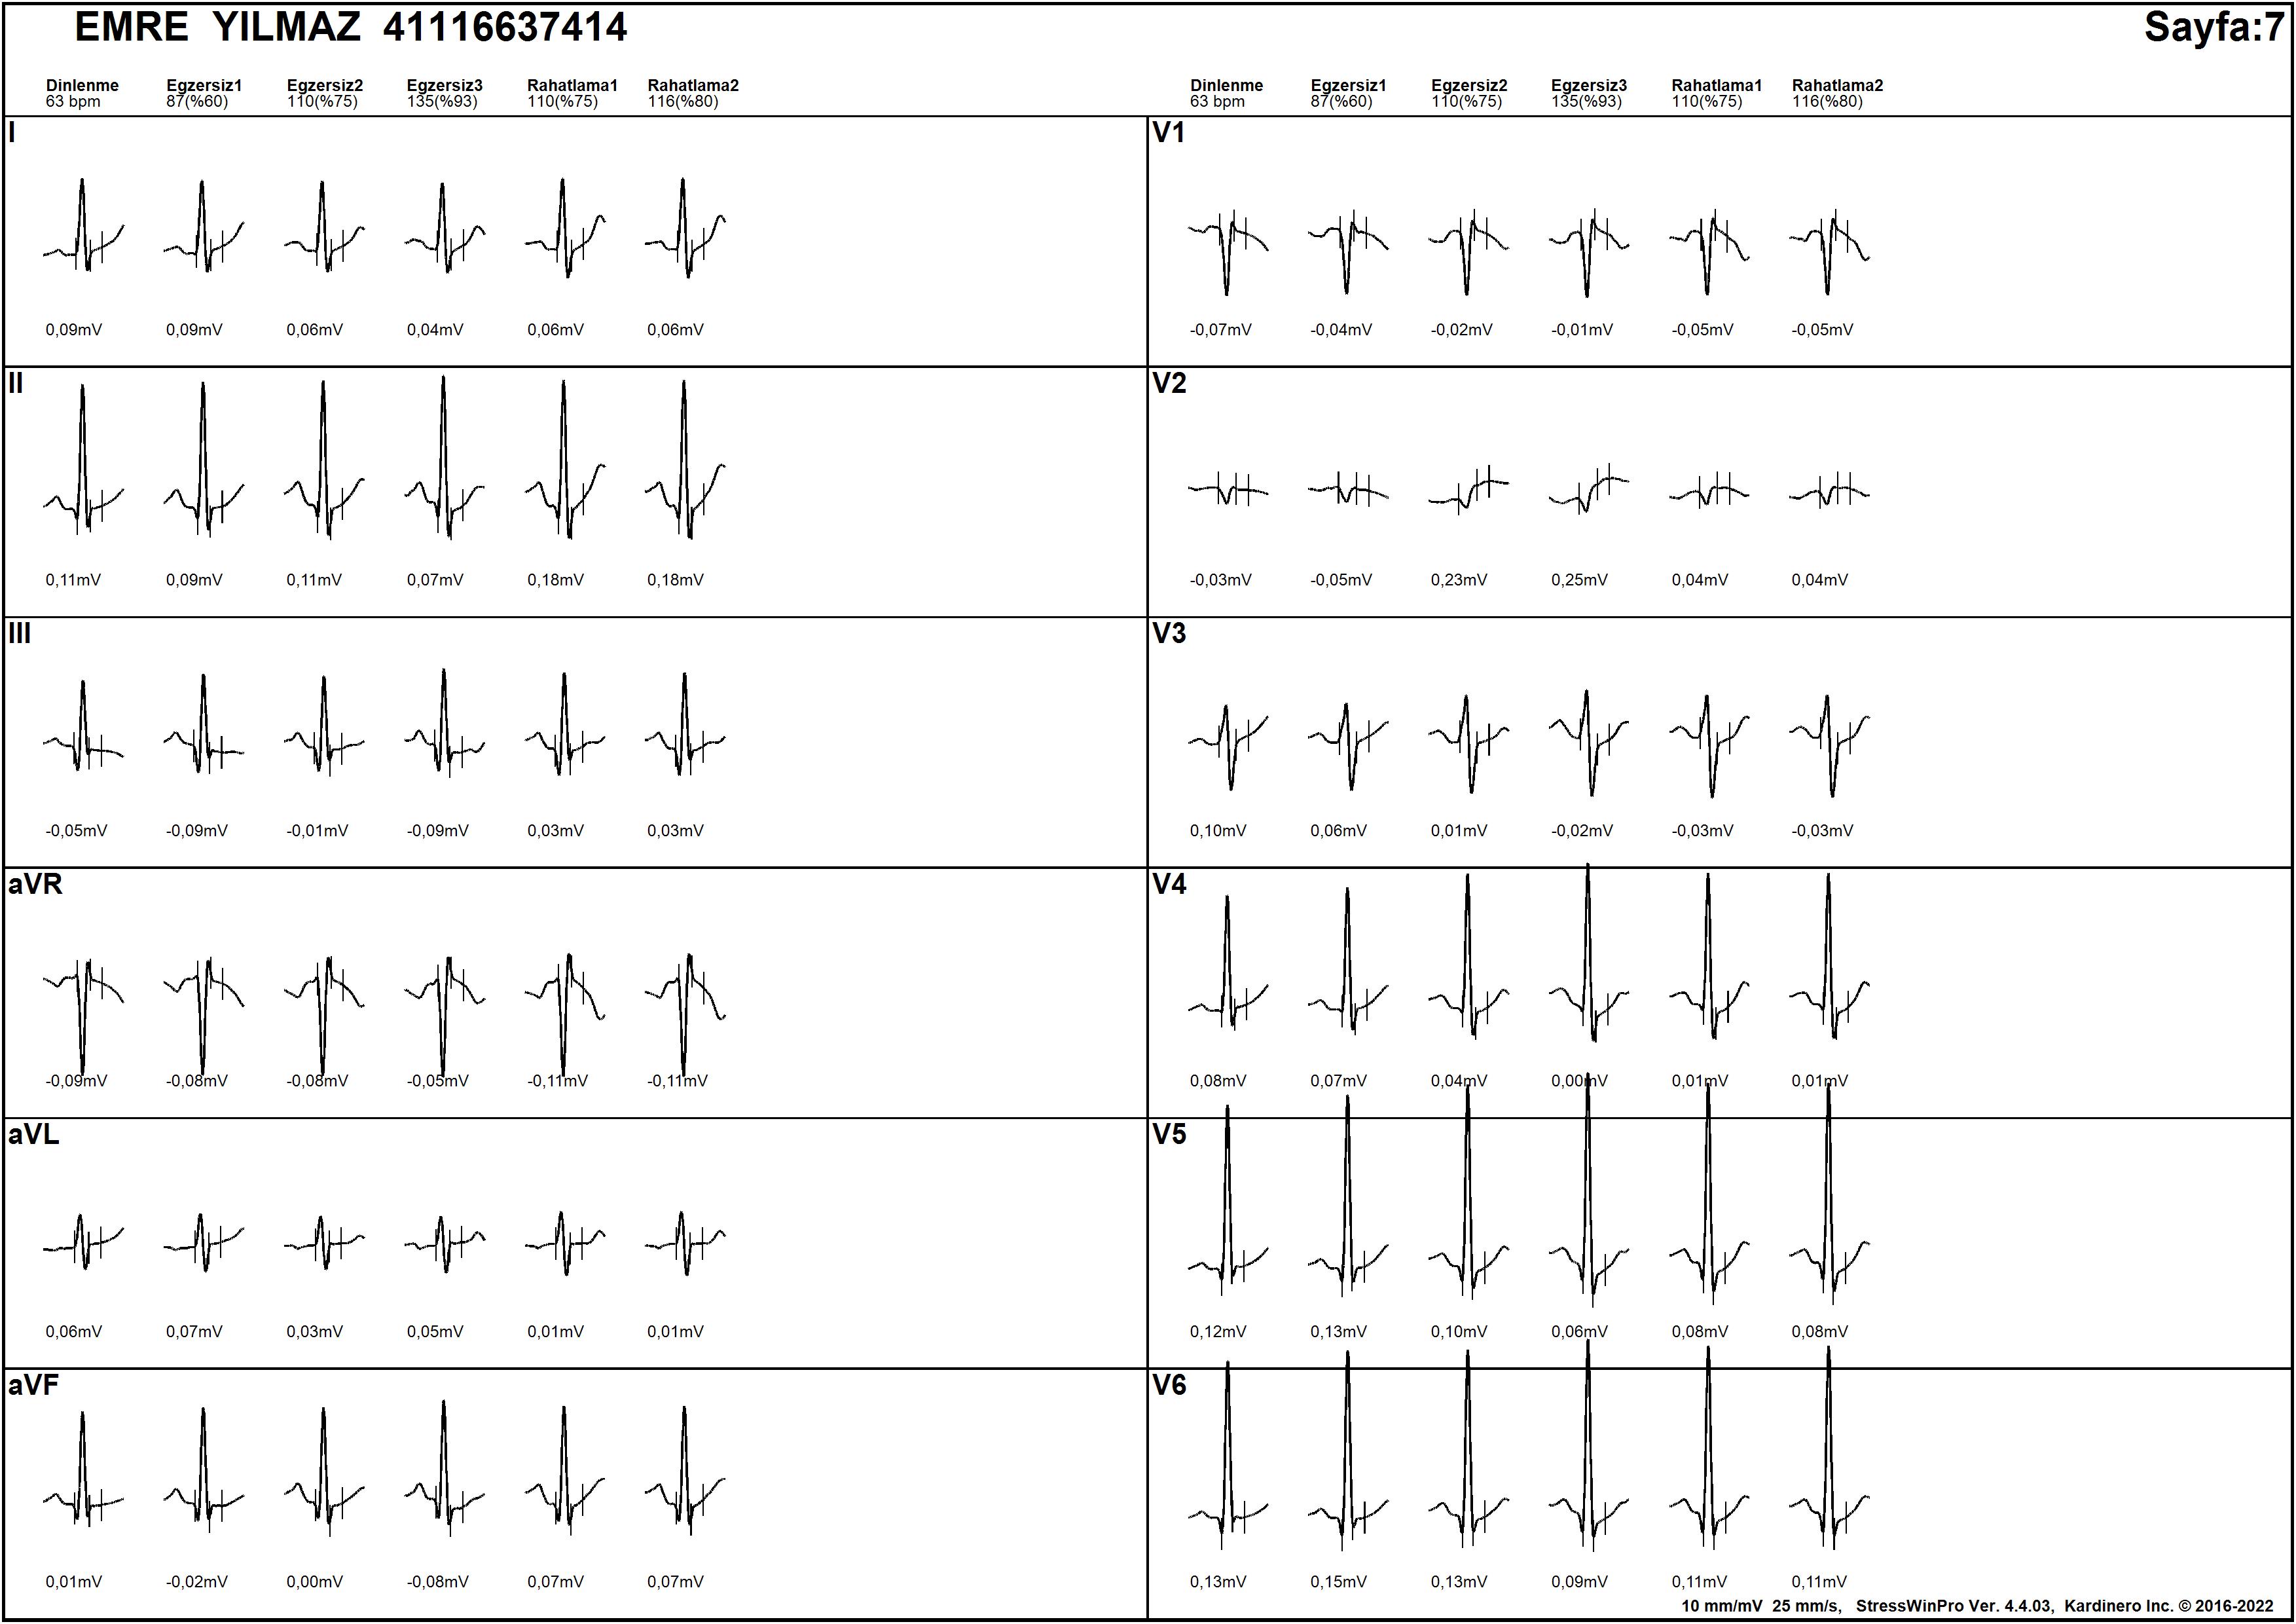 EMRE YILMAZ 41116637414
Sayfa:7
Dinlenme Egzersiz1 Egzersiz2 Egzersiz3 Rahatlama1 Rahatlama2
63 bpm 87(%60) 110(%75) 135(%93) 110(%75) 116(%80)
Dinlenme Egzersiz1 Egzersiz2 Egzersiz3 Rahatlama1 Rahatlama2
63 bpm 87(%60) 110(%75) 135(%93) 110(%75) 116(%80)
I
0,09mV 0,09mV 0,06mV 0,04mV 0,06mV 0,06mV
II
0,11mV 0,09mV 0,11mV 0,07mV 0,18mV 0,18mV
III
-0,05mV -0,09mV -0,01mV -0,09mV 0,03mV 0,03mV
aVR
-0,09mV -0,08mV -0,08mV -0,05mV -0,11mV -0,11mV
aVL
0,06mV 0,07mV 0,03mV 0,05mV 0,01mV 0,01mV
aVF
0,01mV -0,02mV 0,00mV -0,08mV 0,07mV 0,07mV
V1
-0,07mV -0,04mV -0,02mV -0,01mV -0,05mV -0,05mV
V2
-0,03mV -0,05mV 0,23mV 0,25mV 0,04mV 0,04mV
V3
0,10mV 0,06mV 0,01mV -0,02mV -0,03mV -0,03mV
V4
0,08mV 0,07mV 0,04mV 0,00mV 0,01mV 0,01mV
V5
0,12mV 0,13mV 0,10mV 0,06mV 0,08mV 0,08mV
V6
0,13mV 0,15mV 0,13mV 0,09mV 0,11mV 0,11mV
10 mm/mV 25 mm/s, StressWinPro Ver. 4.4.03, Kardinero Inc. © 2016-2022